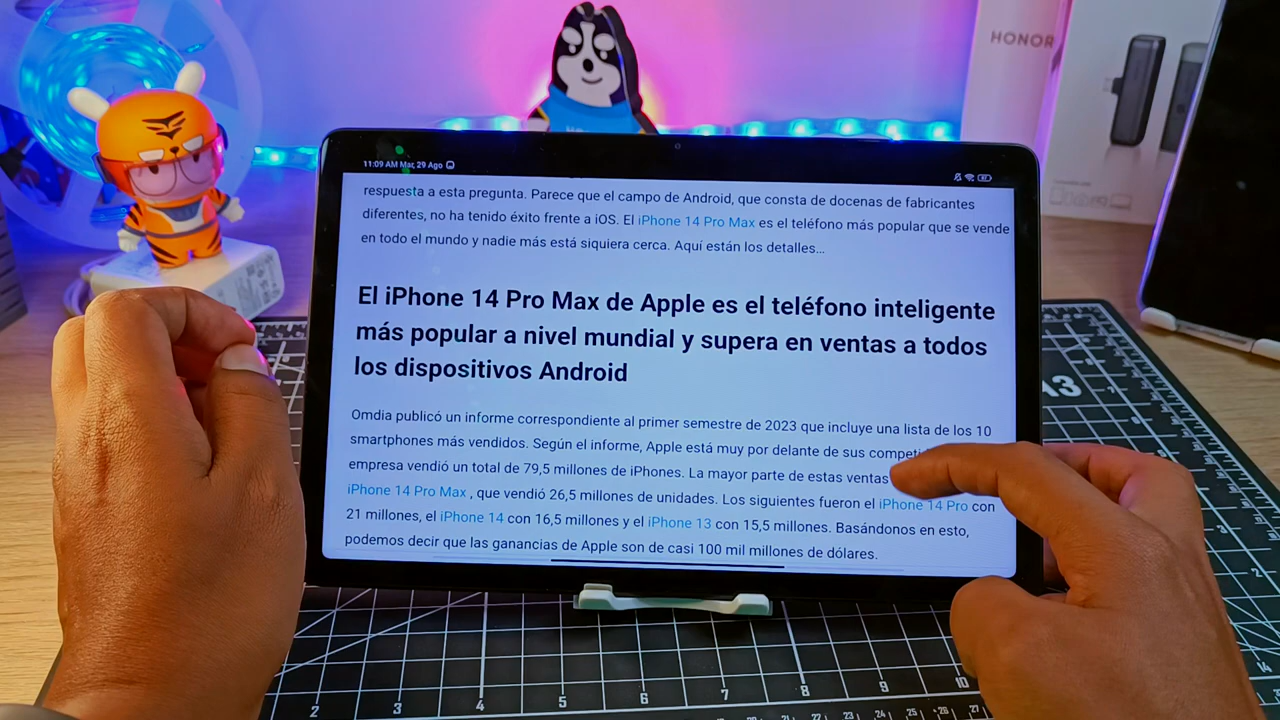 HONOR
11:09 AM Mar, 29 Ago
respuesta a esta pregunta. Parece que el campo de Android, que consta de docenas de fabricantes
diferentes, no ha tenido éxito frente a iOS. El iPhone 14 Pro Max es el teléfono más popular que se vende
en todo el mundo y nadie más está siquiera cerca. Aquí están los detalles...
El iPhone 14 Pro Max de Apple es el teléfono inteligente
más popular a nivel mundial y supera en ventas a todos
los dispositivos Android
Omdia publicó un informe correspondiente al primer semestre de 2023 que incluye una lista de los 10
smartphones más vendidos. Según el informe, Apple está muy por delante de sus
empresa vendió un total de 79,5 millones de iPhones. La mayor parte de estas ventas
iPhone 14 Pro Max , que vendió 26,5 millones de unidades. Los siguientes fueron el iPhone 14 Pro con
21 millones, el iPhone 14 con 16,5 millones y el iPhone 13 con 15,5 millones. Basándonos en esto,
podemos decir que las ganancias de Apple son de casi 100 mil millones de dólares.
A3
2 3 4 5 6 7 8 9 10